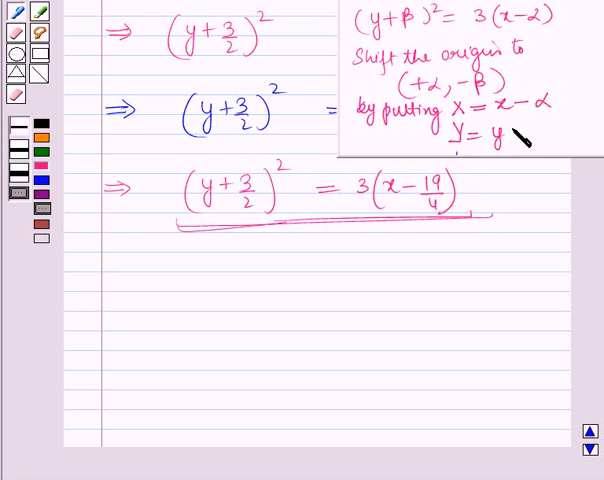 ⇒ (y + 3/2)²
⇒ (y + 3/2)² =
⇒ (y + 3/2)² = 3(x - 19/4)
(y + β)² = 3(x - α)
Shift the origin to
(+α, -β)
by putting X = x - α
Y = y